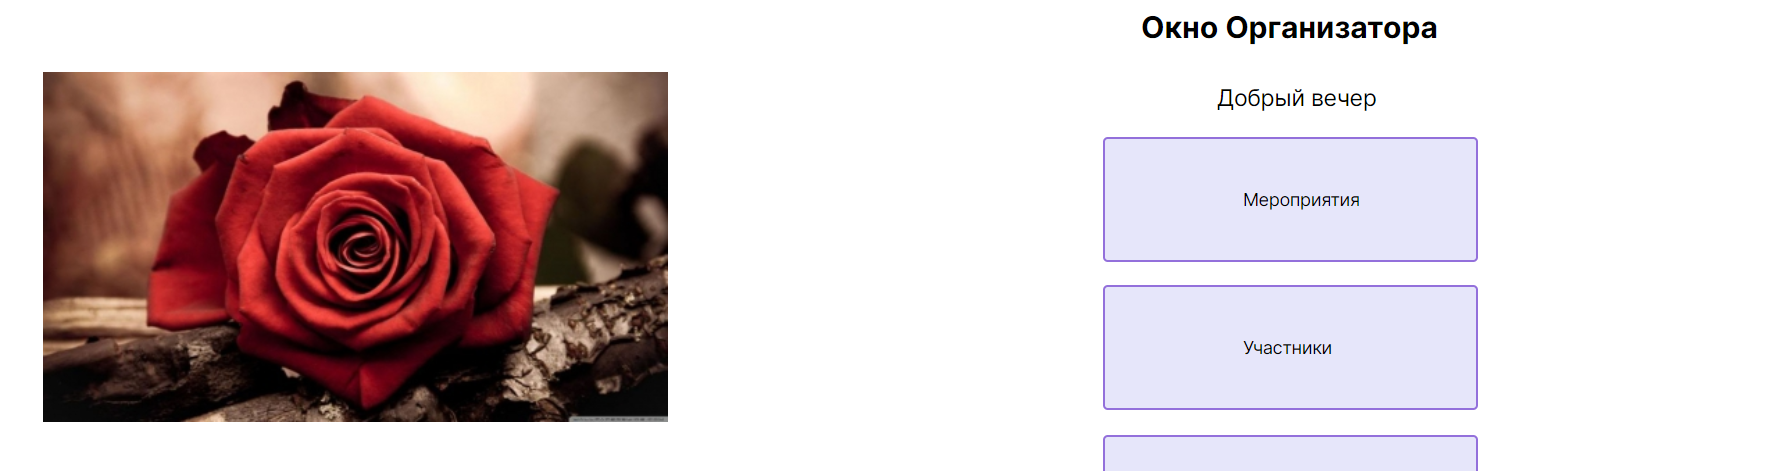 Окно Организатора
Добрый вечер
Мероприятия
Участники